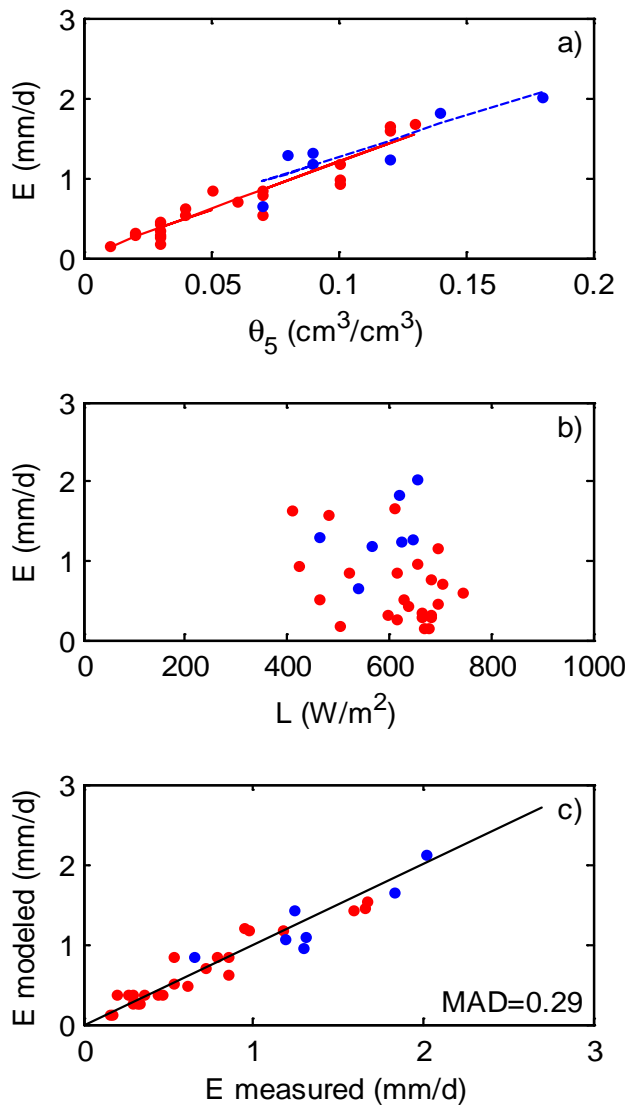 a)
E (mm/d)
3
2
1
0
0 0.05 0.1 0.15 0.2
θ5 (cm³/cm³)
b)
E (mm/d)
3
2
1
0
0 200 400 600 800 1000
L (W/m²)
c)
E modeled (mm/d)
3
2
1
0
MAD=0.29
0 1 2 3
E measured (mm/d)